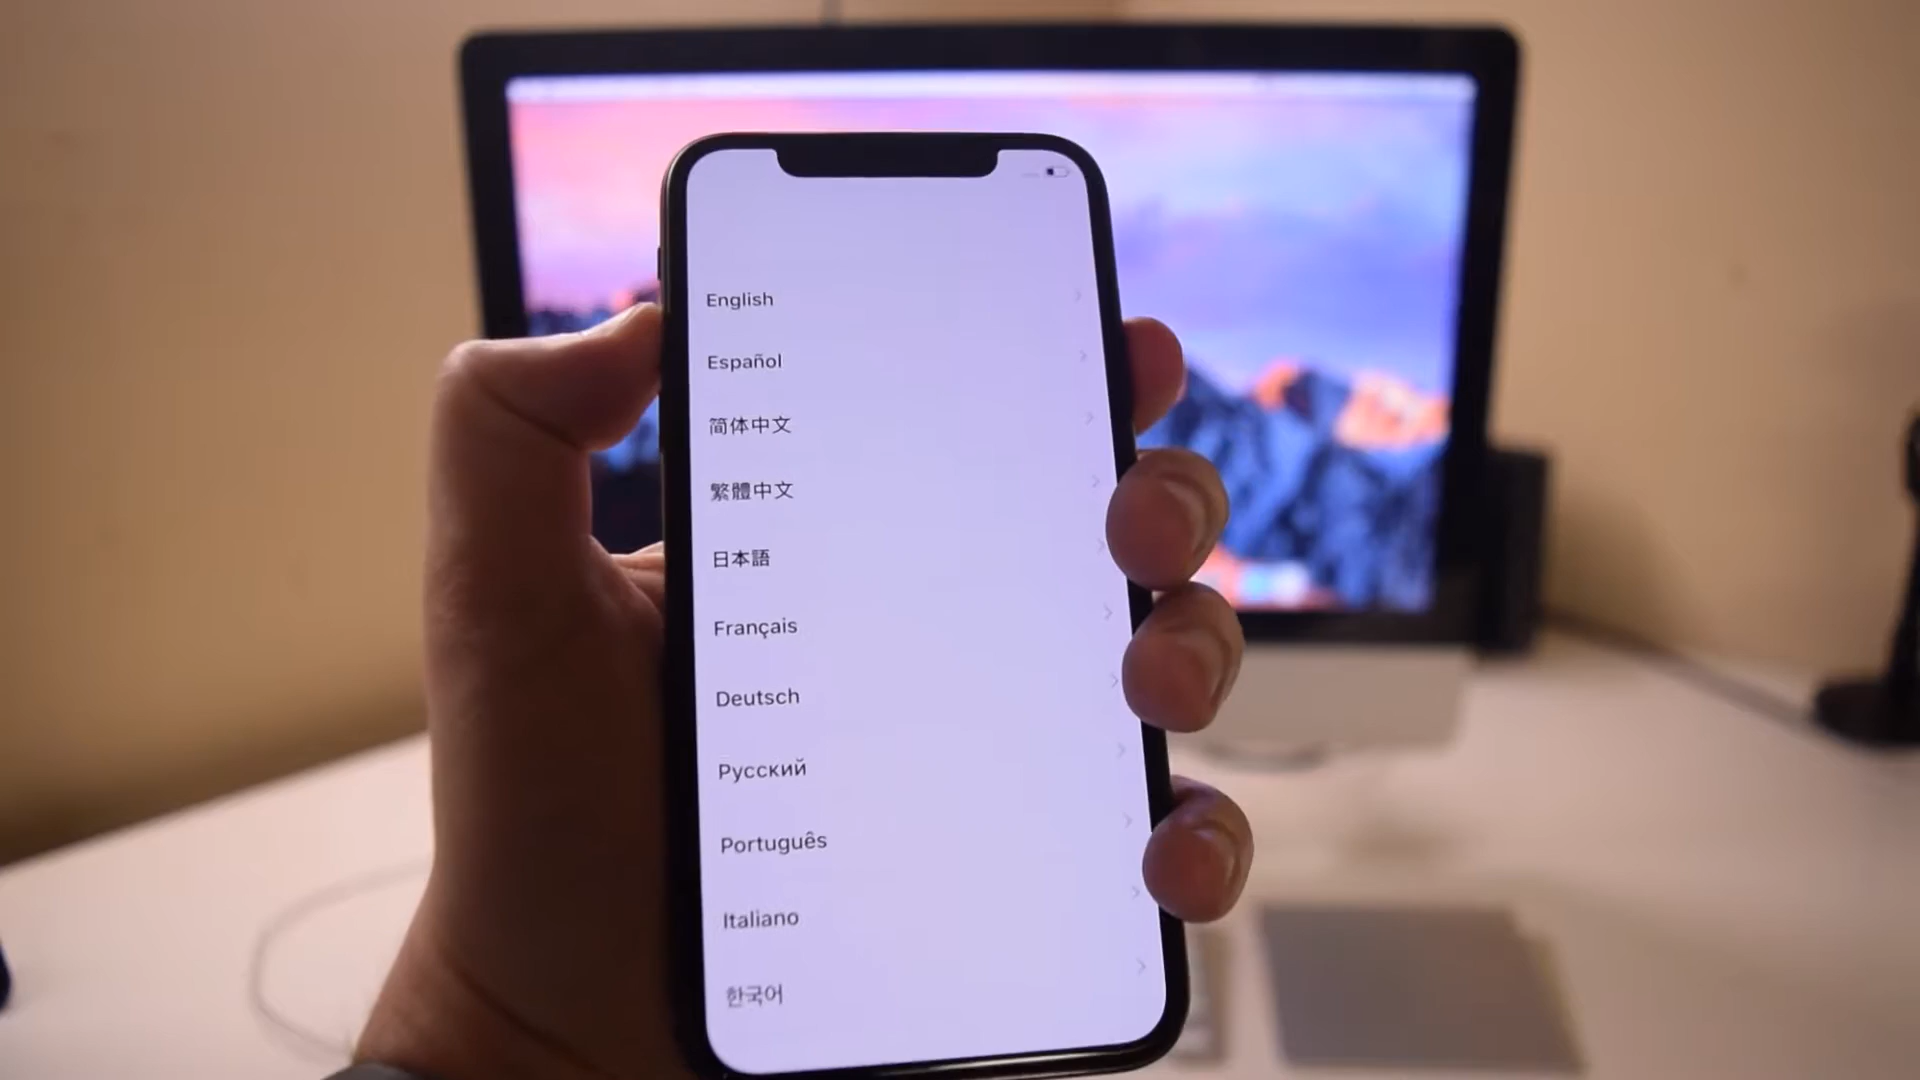 English
Español
简体中文
繁體中文
日本語
Français
Deutsch
Русский
Português
Italiano
한국어